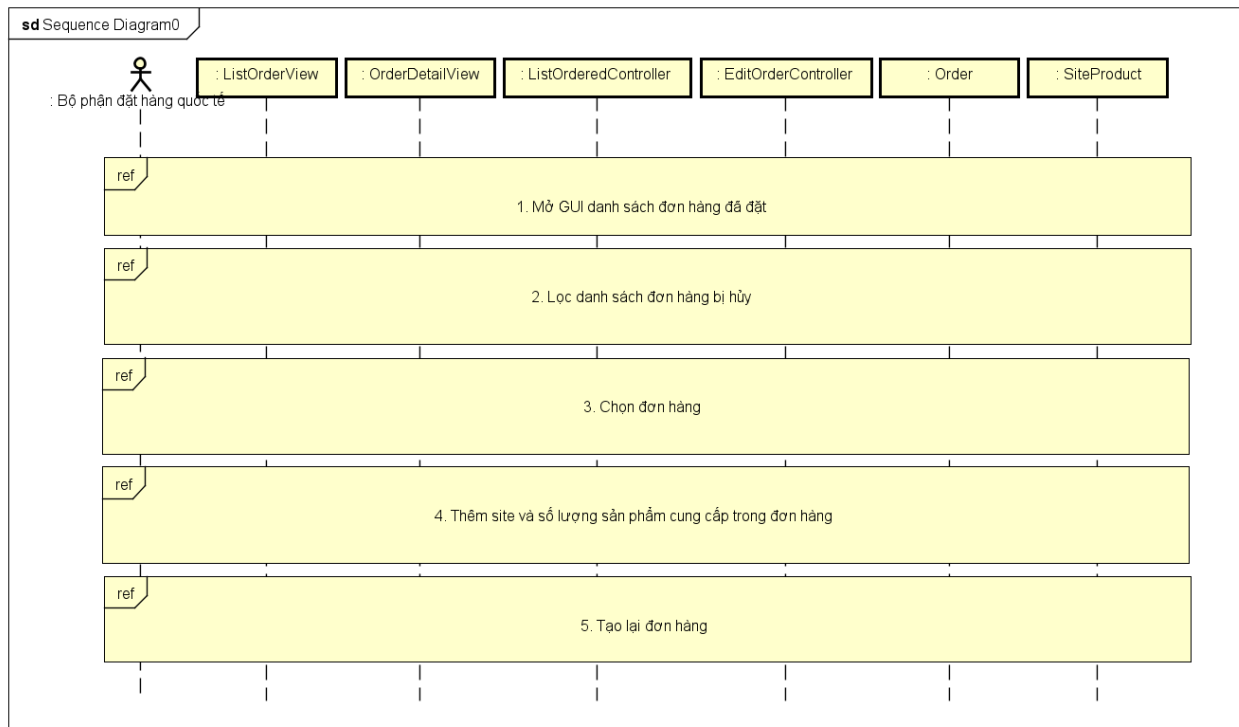 sd Sequence Diagram0
: Bộ phận đặt hàng quốc tế
: ListOrderView
: OrderDetailView
: ListOrderedController
: EditOrderController
: Order
: SiteProduct
ref
1. Mở GUI danh sách đơn hàng đã đặt
ref
2. Lọc danh sách đơn hàng bị hủy
ref
3. Chọn đơn hàng
ref
4. Thêm site và số lượng sản phẩm cung cấp trong đơn hàng
ref
5. Tạo lại đơn hàng